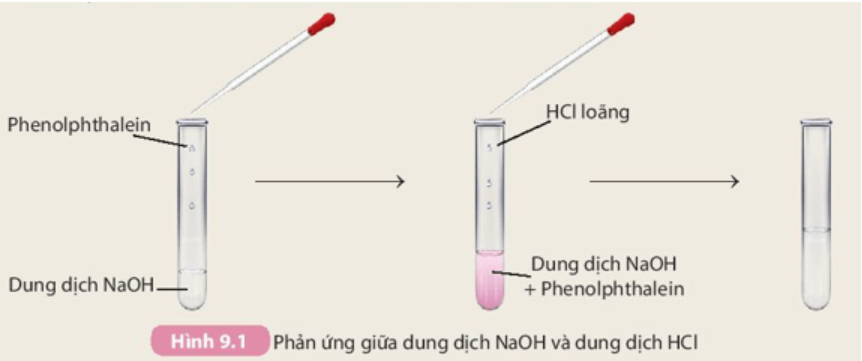 Phenolphthalein
HCl loãng
Dung dịch NaOH
Dung dịch NaOH
+ Phenolphthalein
Hình 9.1 Phản ứng giữa dung dịch NaOH và dung dịch HCl